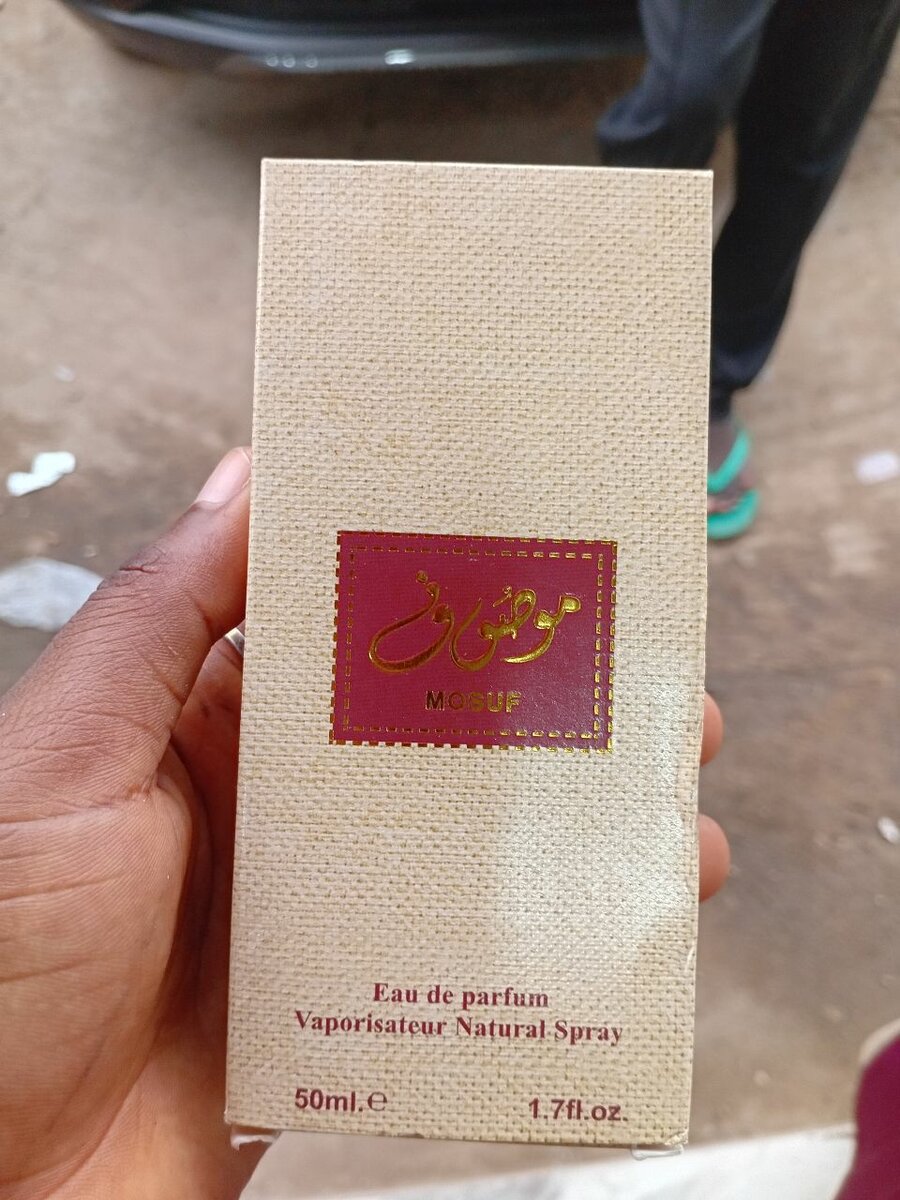 موصوف
MOSUF
Eau de parfum
Vaporisateur Natural Spray
50ml.℮ 1.7fl.oz.